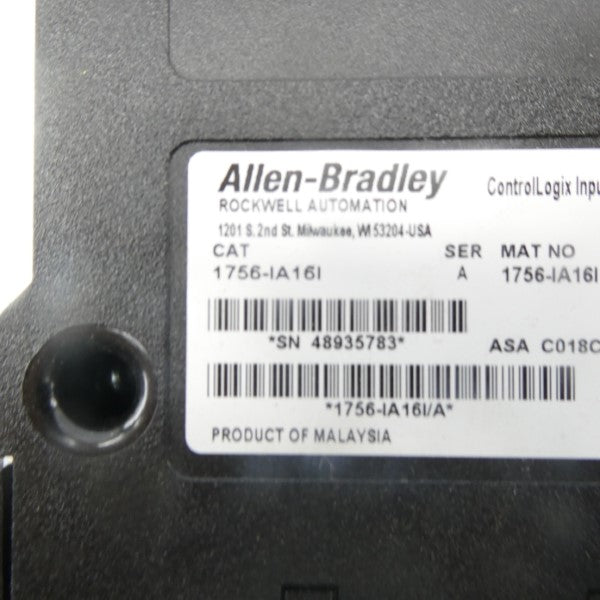 Allen-Bradley ControlLogix Inpu
ROCKWELL AUTOMATION
1201 S. 2nd St. Milwaukee, WI 53204-USA
CAT SER MAT NO
1756-IA16I A 1756-IA16I
*SN 48935783* ASA C018C
*1756-IA16I/A*
PRODUCT OF MALAYSIA